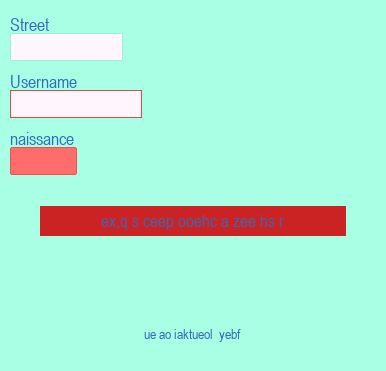 Street
Username
naissance
ex,q s ceep ooehc a zee hs r
ue ao iaktueol yebf